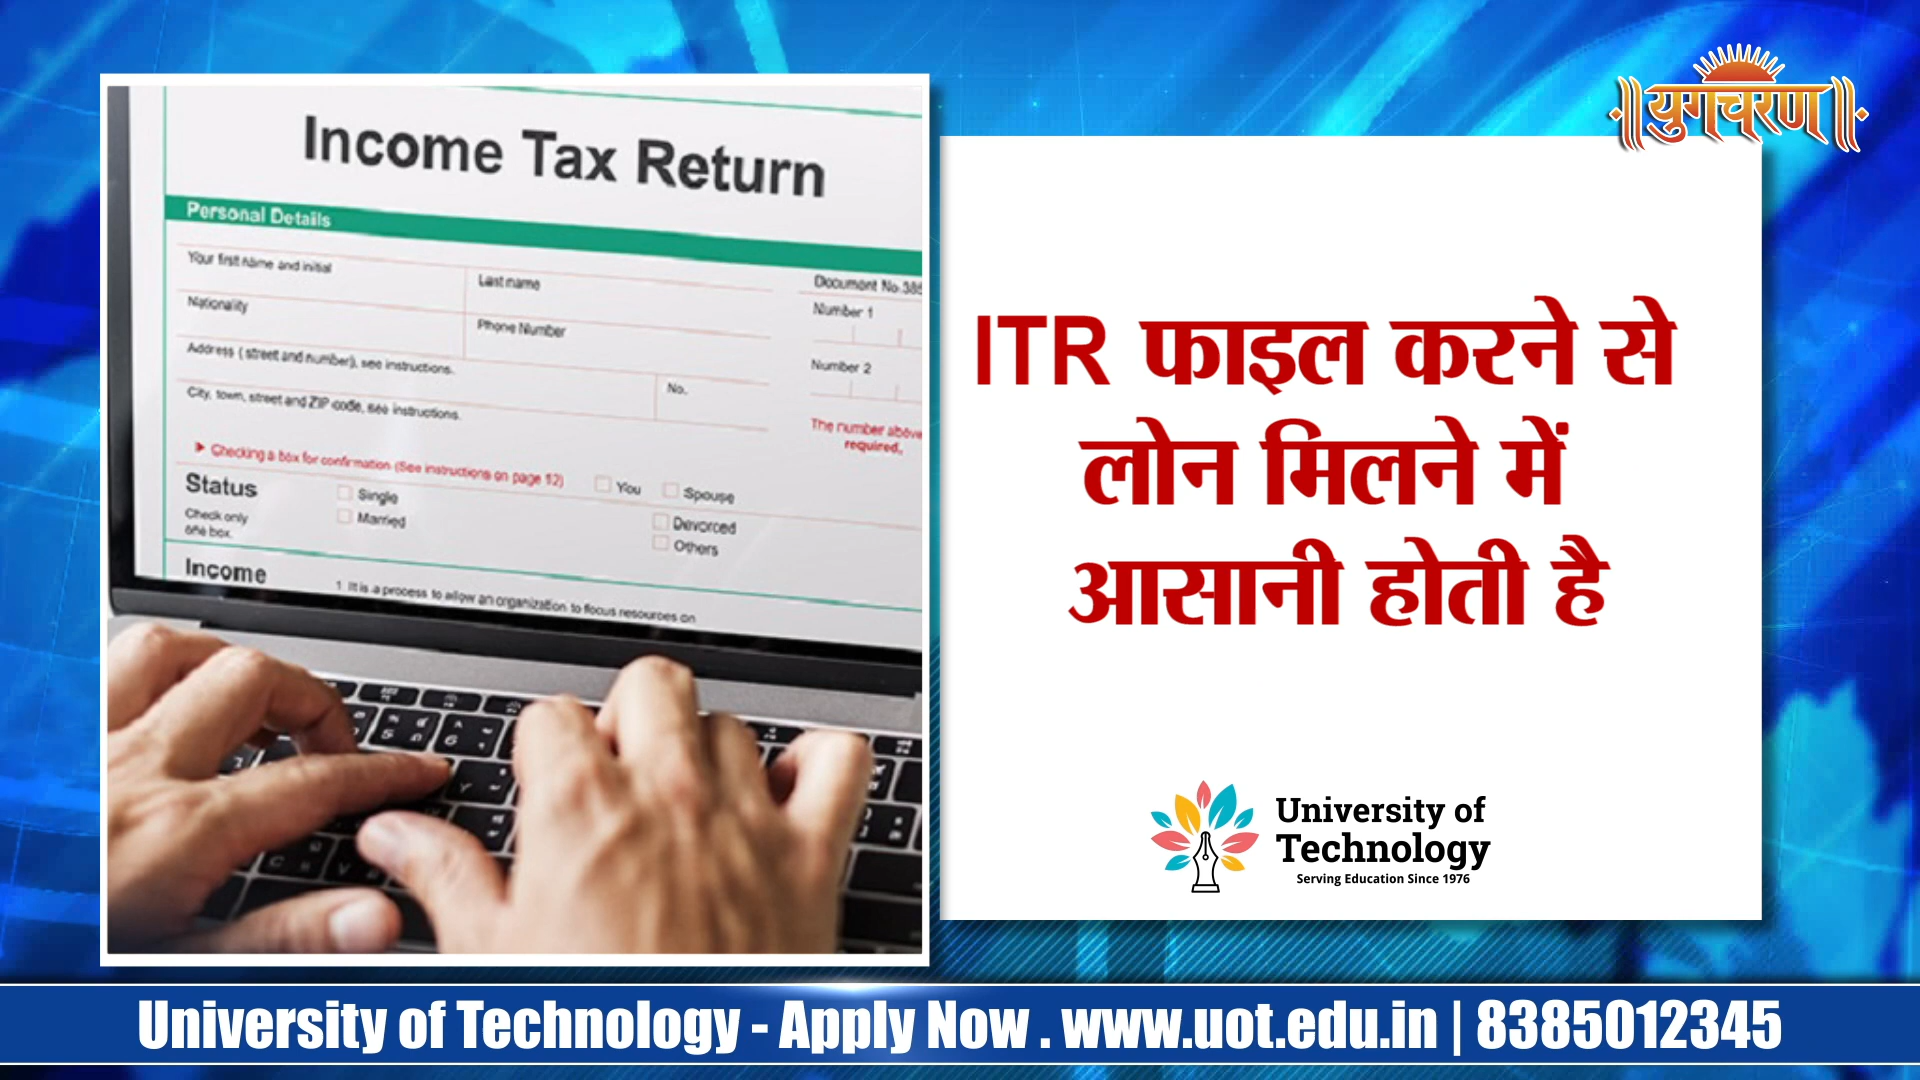 युगचरण
Income Tax Return
Personal Details
Your first name and initial
Last name
Document No.
Nationality
Phone Number
Number 1
Address ( street and number), see instructions.
Number 2
No.
City, town, street and ZIP code, see instructions.
The number above
required.
Checking a box for confirmation (See instructions on page 12)
You
Spouse
Status
Single
Check only
one box.
Married
Devorced
Others
Income
1. It is a process to allow an organization to focus resources on
ITR फाइल करने से
लोन मिलने में
आसानी होती है
University of
Technology
Serving Education Since 1976
University of Technology - Apply Now . www.uot.edu.in | 8385012345